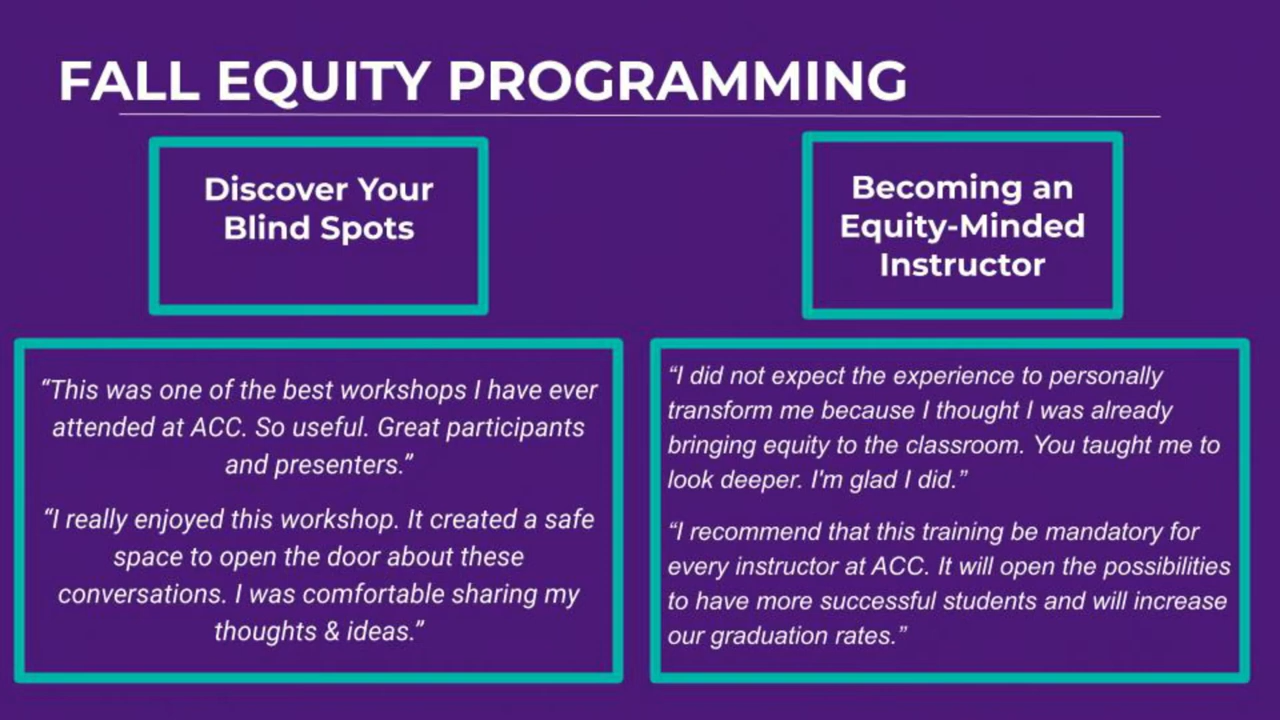 FALL EQUITY PROGRAMMING
Discover Your
Blind Spots
“This was one of the best workshops I have ever
attended at ACC. So useful. Great participants
and presenters.”
“I really enjoyed this workshop. It created a safe
space to open the door about these
conversations. I was comfortable sharing my
thoughts & ideas.”
Becoming an
Equity-Minded
Instructor
“I did not expect the experience to personally
transform me because I thought I was already
bringing equity to the classroom. You taught me to
look deeper. I'm glad I did.”
“I recommend that this training be mandatory for
every instructor at ACC. It will open the possibilities
to have more successful students and will increase
our graduation rates.”